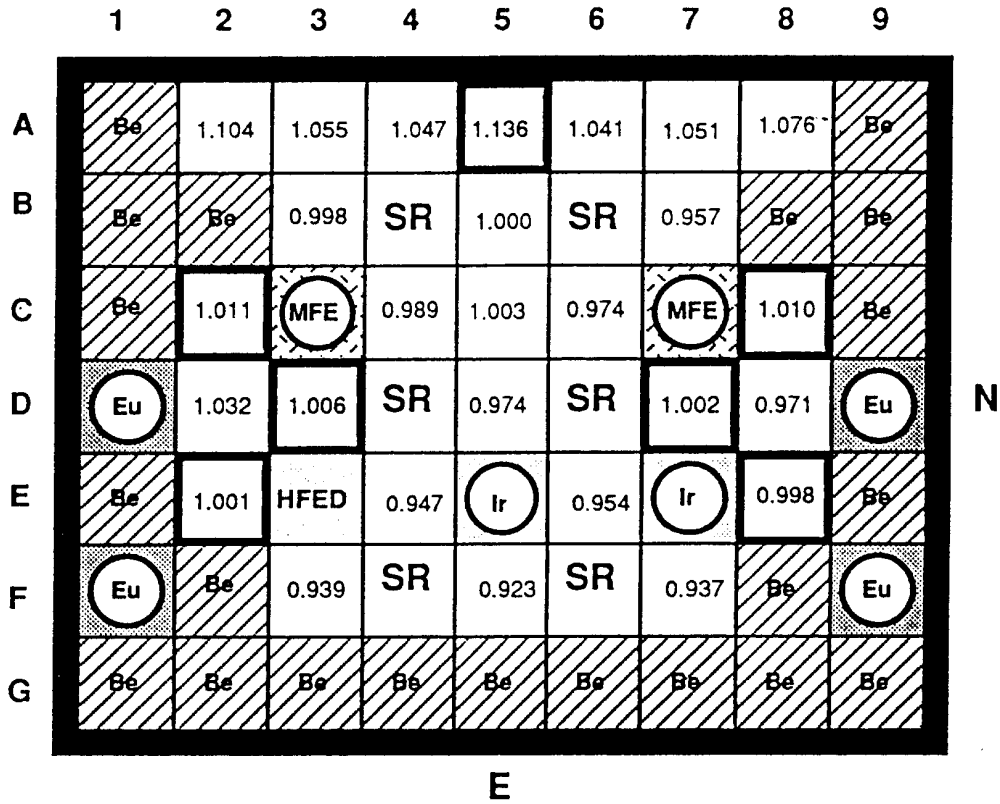 1 2 3 4 5 6 7 8 9
A Be 1.104 1.055 1.047 1.136 1.041 1.051 1.076 Be
B Be Be 0.998 SR 1.000 SR 0.957 Be Be
C Be 1.011 MFE 0.989 1.003 0.974 MFE 1.010 Be
D Eu 1.032 1.006 SR 0.974 SR 1.002 0.971 Eu N
E Be 1.001 HFED 0.947 Ir 0.954 Ir 0.998 Be
F Eu Be 0.939 SR 0.923 SR 0.937 Be Eu
G Be Be Be Be Be Be Be Be Be
E